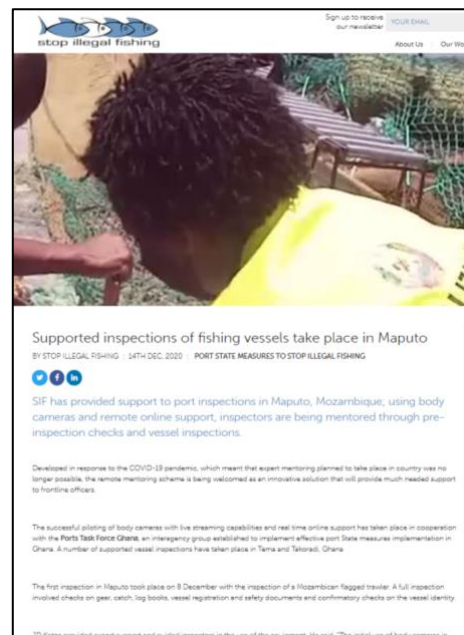 Sign up to receive
our newsletter
YOUR EMAIL
stop illegal fishing
About Us
Our Wo
Supported inspections of fishing vessels take place in Maputo
BY STOP ILLEGAL FISHING
14TH DEC, 2020
PORT STATE MEASURES TO STOP ILLEGAL FISHING
SIF has provided support to port inspections in Maputo, Mozambique; using body
cameras and remote online support, inspectors are being mentored through pre-
inspection checks and vessel inspections.
Developed in response to the COVID-19 pandemic, which meant that expert mentoring planned to take place in country was no
longer possible, the remote mentoring scheme is being welcomed as an innovative solution that will provide much needed support
to frontline officers.
The successful piloting of body cameras with live streaming capabilities and real time online support has taken place in cooperation
with the Ports Task Force Ghana, an interagency group established to implement effective port State measures implementation in
Ghana. A number of supported vessel inspections have taken place in Tema and Takoradi, Ghana
The first inspection in Maputo took place on 8 December with the inspection of a Mozambican flagged trawler. A full inspection
involved checks on gear, catch, log books, vessel registration and safety documents and confirmatory checks on the vessel identity.